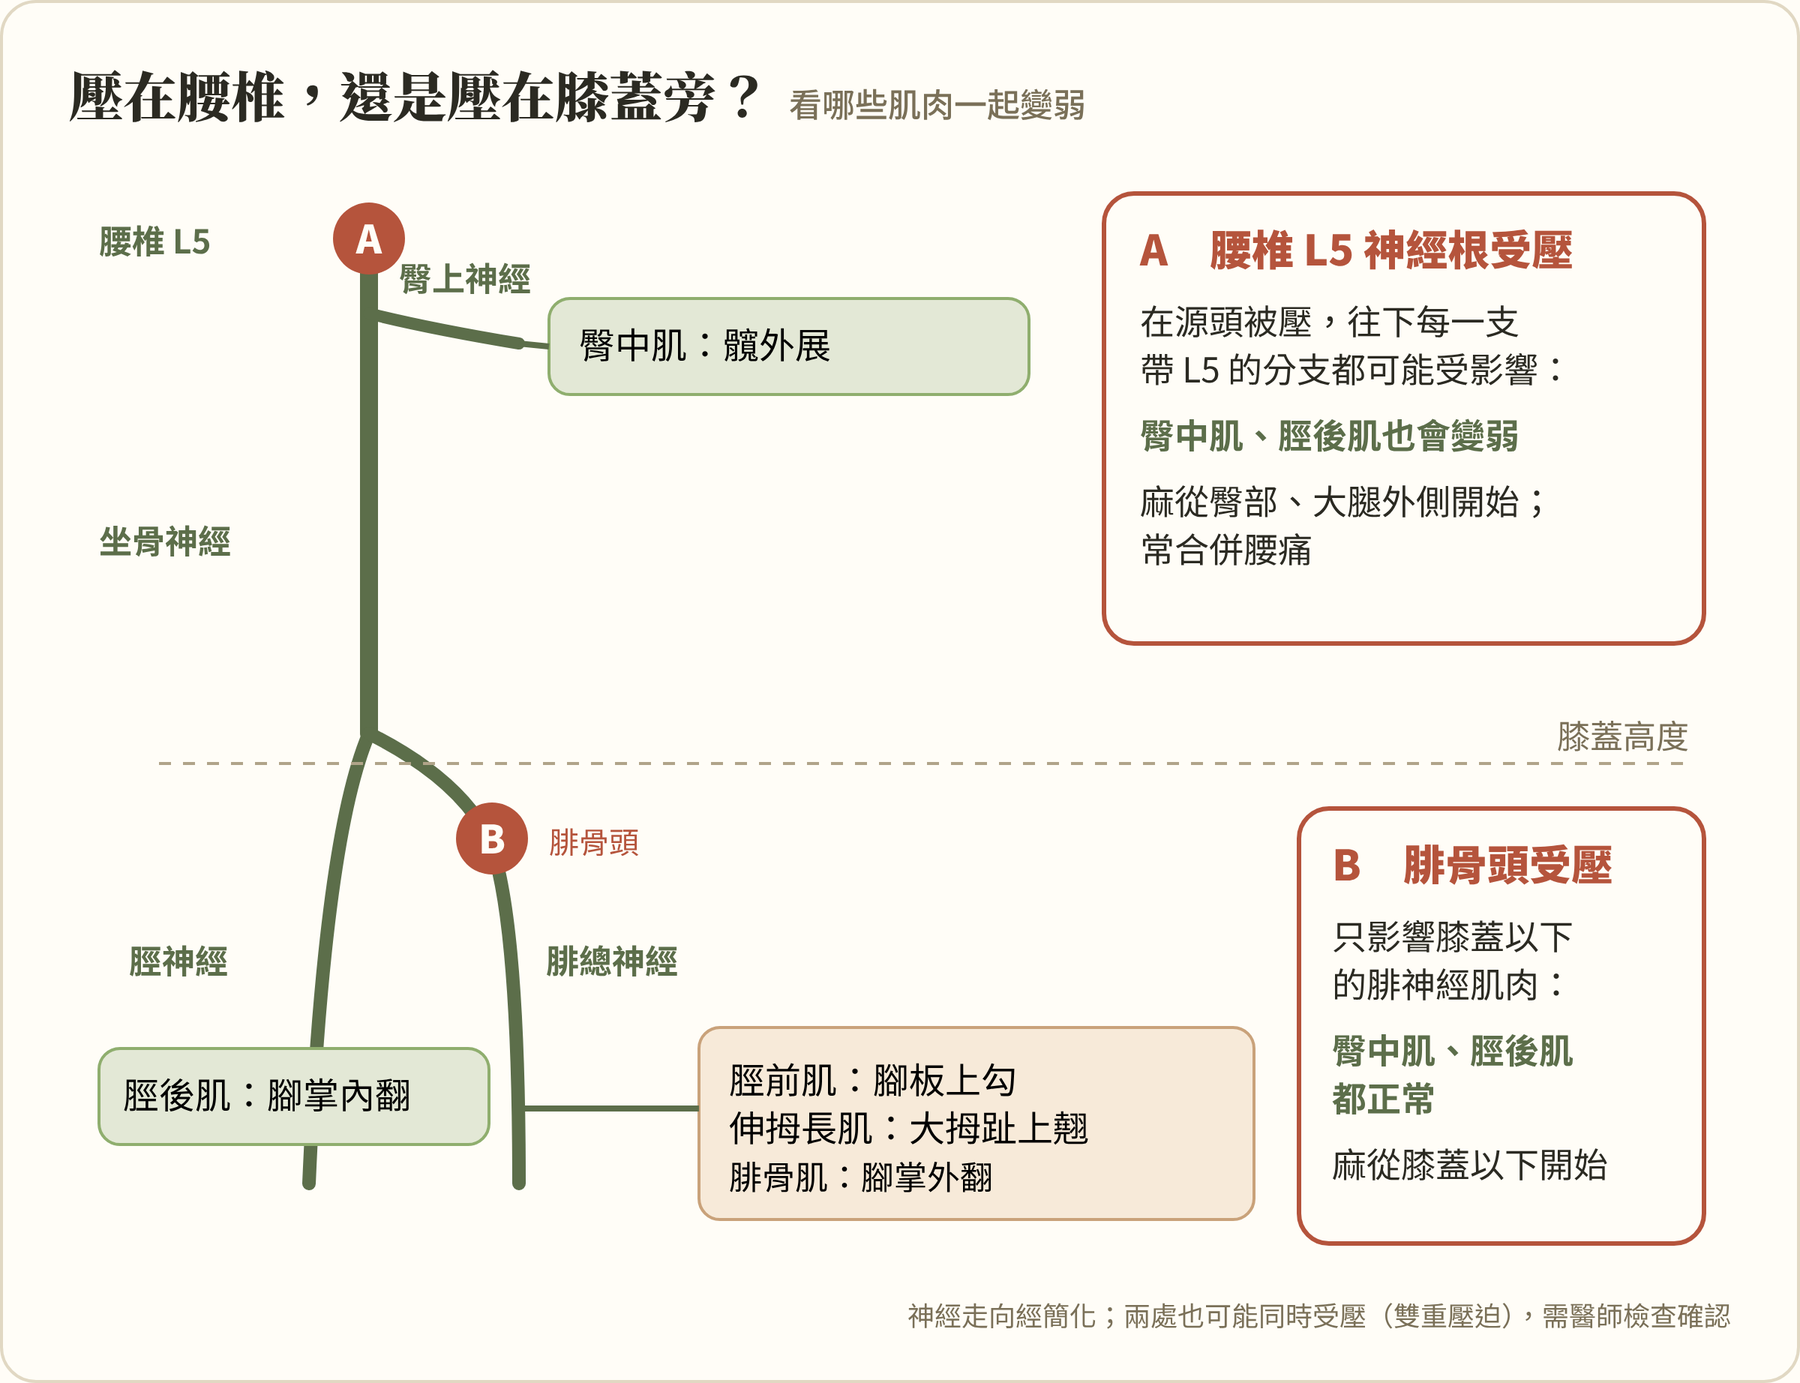 壓在腰椎，還是壓在膝蓋旁？ 看哪些肌肉一起變弱
腰椎 L5
A
臀上神經
臀中肌：髖外展
坐骨神經
A 腰椎 L5 神經根受壓
在源頭被壓，往下每一支
帶 L5 的分支都可能受影響：
臀中肌、脛後肌也會變弱
麻從臀部、大腿外側開始；
常合併腰痛
膝蓋高度
B
腓骨頭
脛神經
腓總神經
脛後肌：腳掌內翻
脛前肌：腳板上勾
伸拇長肌：大拇趾上翹
腓骨肌：腳掌外翻
B 腓骨頭受壓
只影響膝蓋以下
的腓神經肌肉：
臀中肌、脛後肌
都正常
麻從膝蓋以下開始
神經走向經簡化；兩處也可能同時受壓（雙重壓迫），需醫師檢查確認